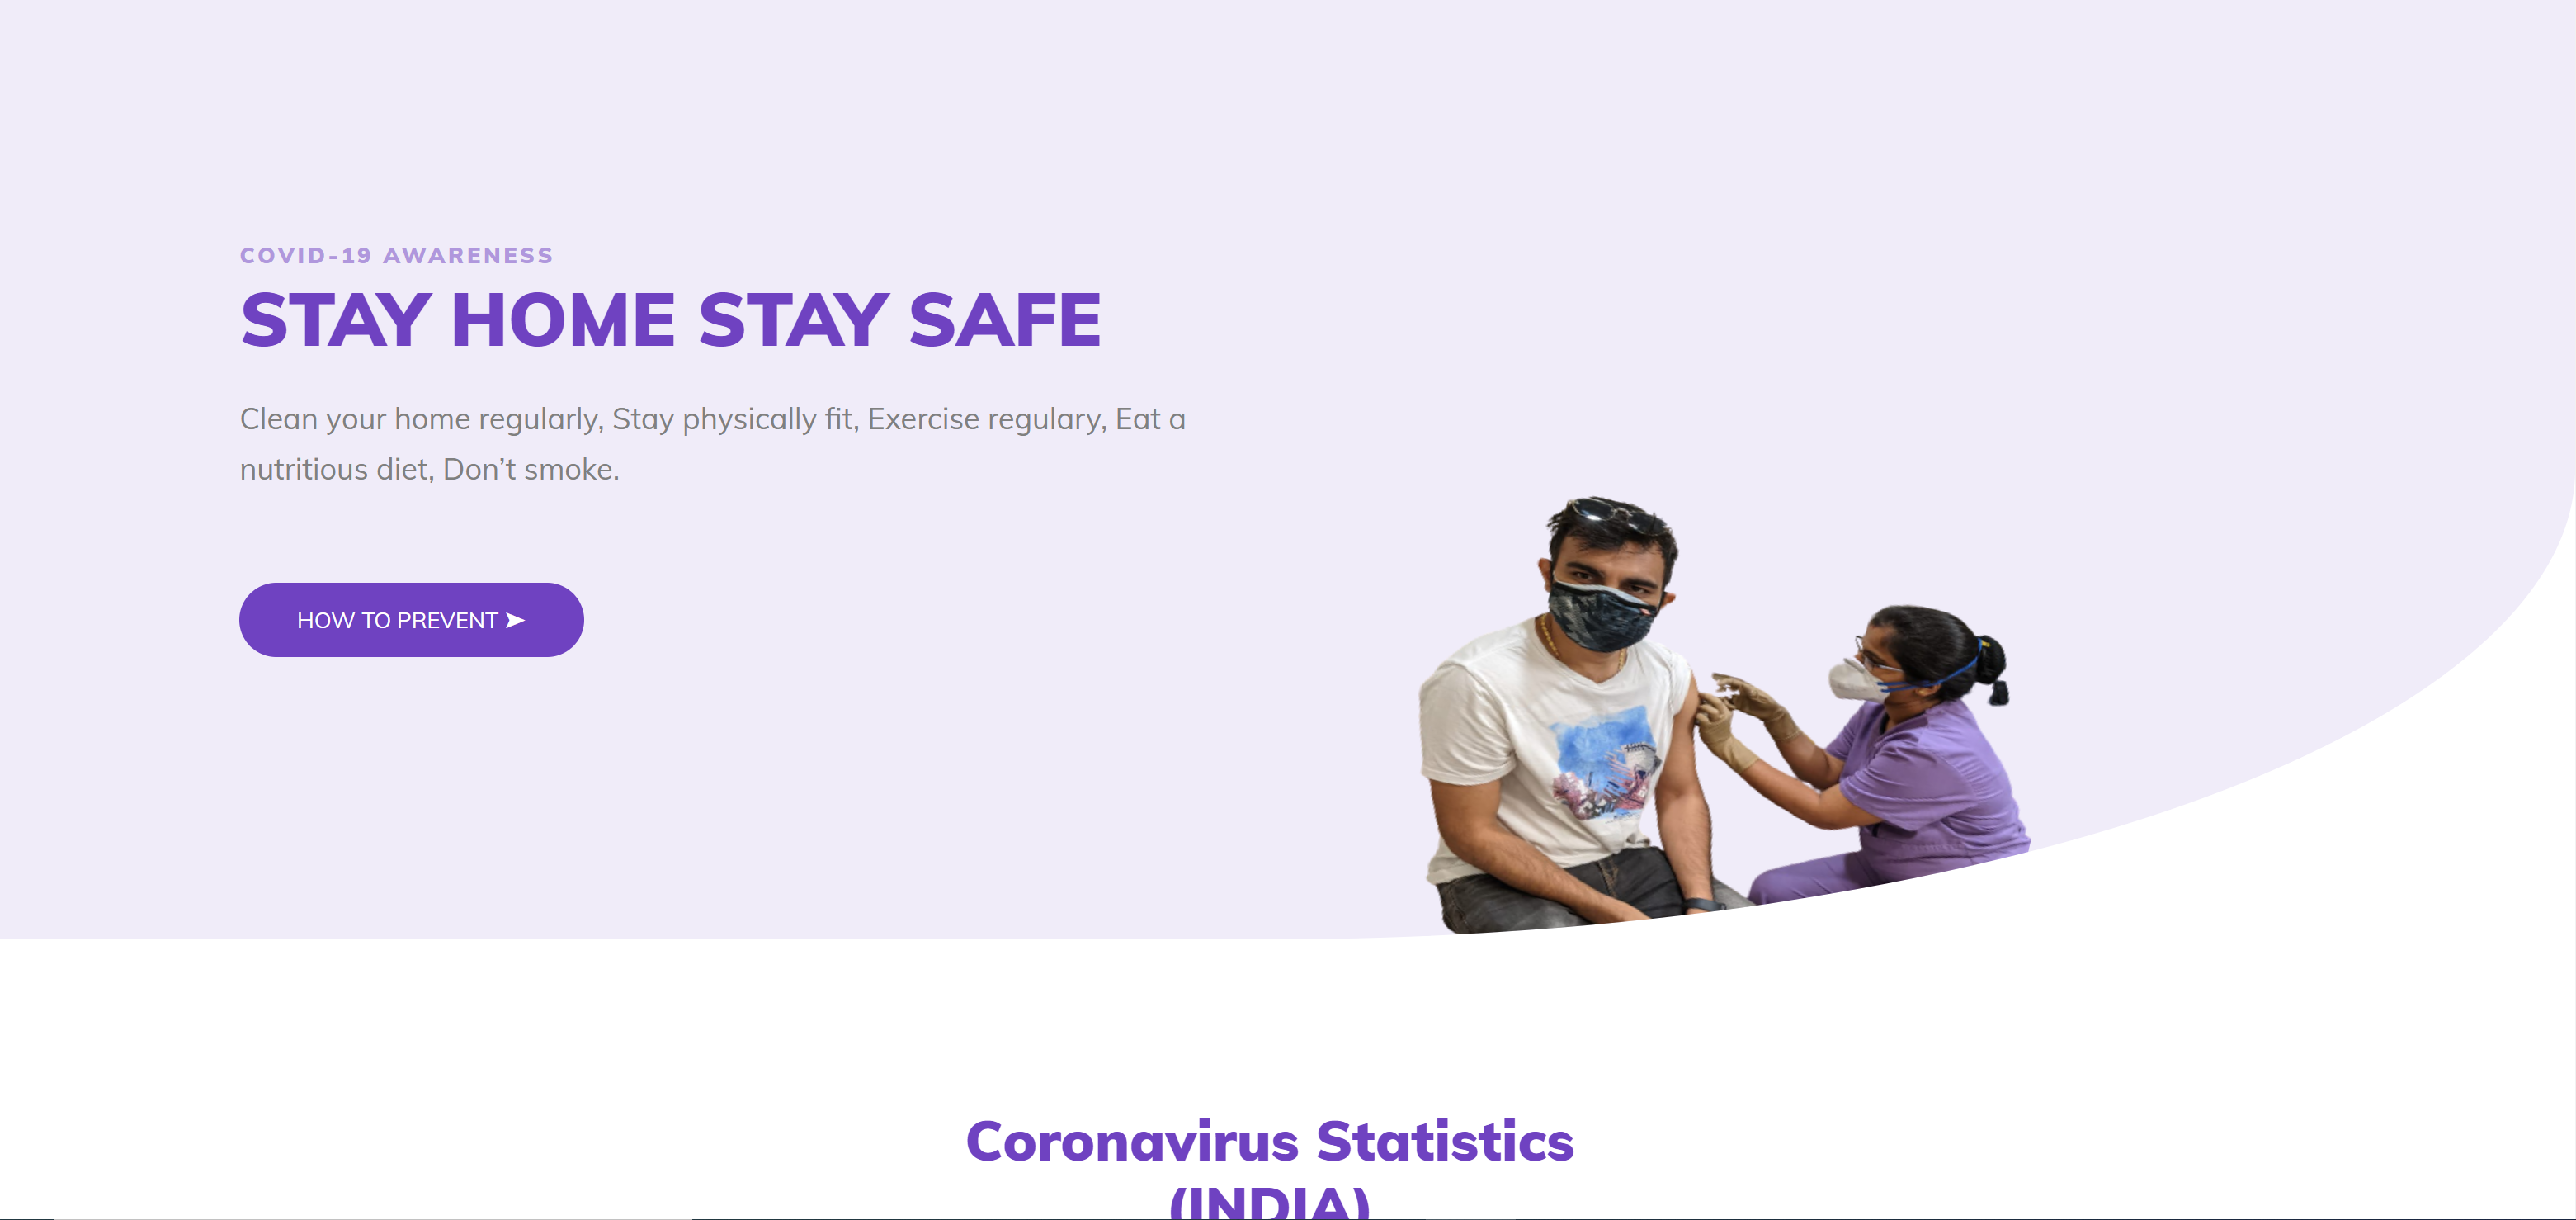 COVID-19 AWARENESS
STAY HOME STAY SAFE
Clean your home regularly, Stay physically fit, Exercise regulary, Eat a
nutritious diet, Don’t smoke.
HOW TO PREVENT ➤
Coronavirus Statistics
(INDIA)